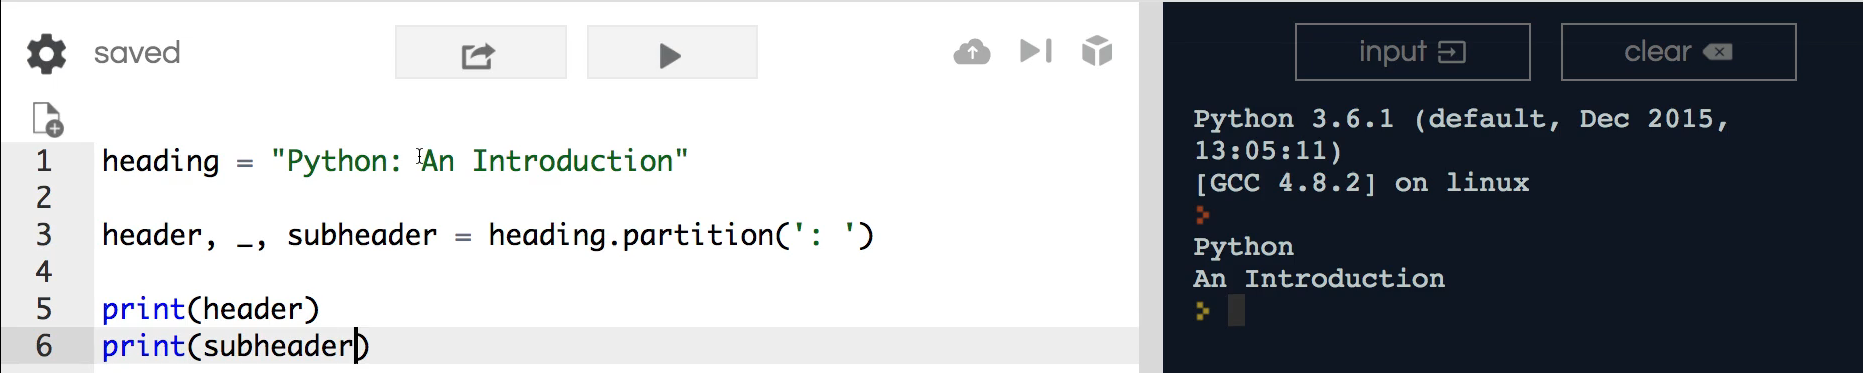 saved
input
clear
1 heading = "Python: An Introduction"
2
3 header, _, subheader = heading.partition(': ')
4
5 print(header)
6 print(subheader)
Python 3.6.1 (default, Dec 2015,
13:05:11)
[GCC 4.8.2] on linux
Python
An Introduction